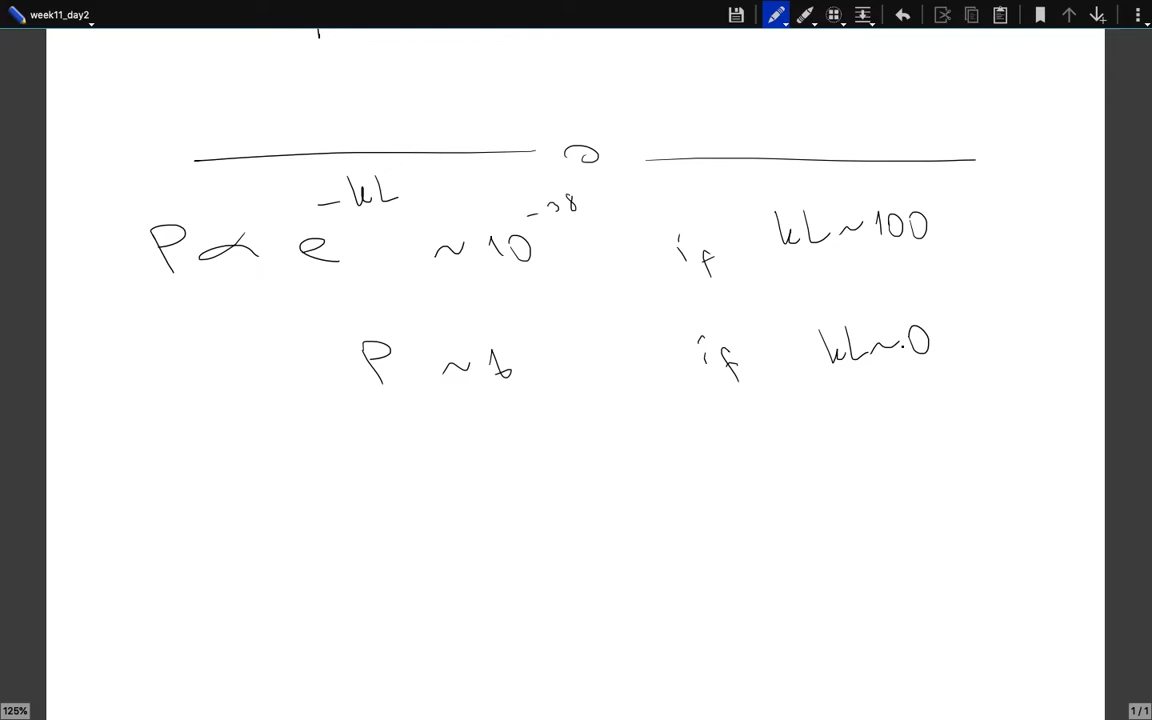 week11_day2
P ∝ e^{-kL} ~ 10^{-38} if kL ~ 100
P ~ 1 if kL ~ 0
125%
1 / 1